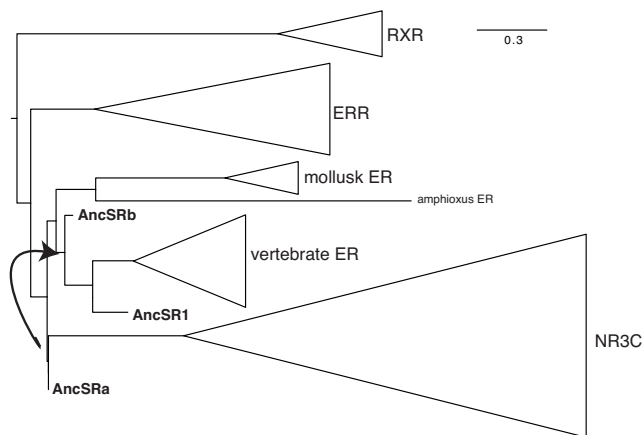 RXR
0.3
ERR
mollusk ER
amphioxus ER
AncSRb
vertebrate ER
AncSR1
NR3C
AncSRa